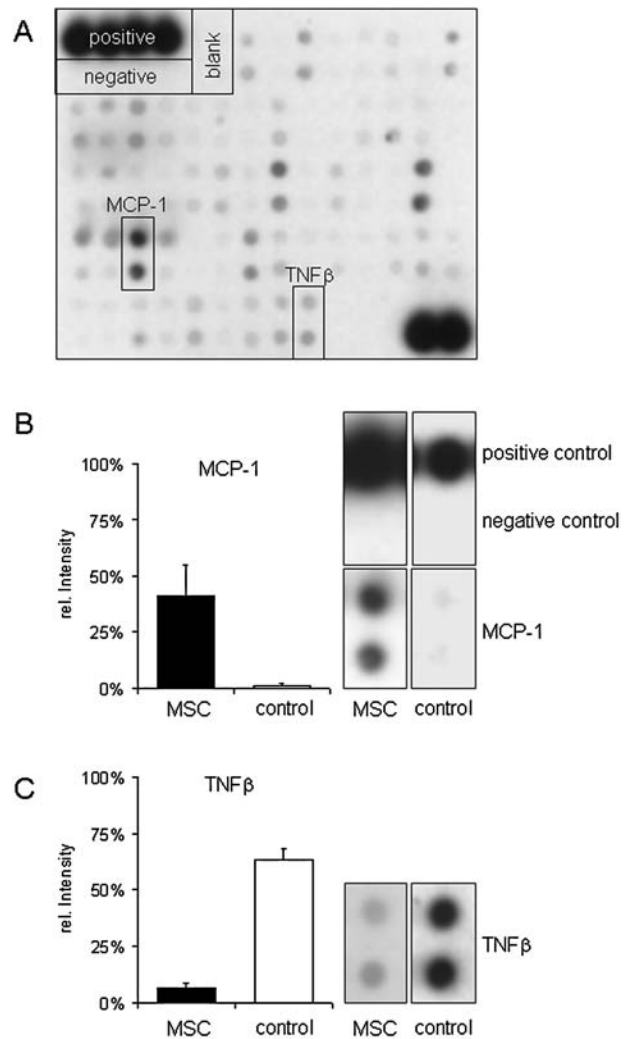 A
positive
negative
blank
MCP-1
TNFβ
B
MCP-1
100%
75%
50%
25%
0%
rel. Intensity
MSC
control
positive control
negative control
MCP-1
MSC
control
C
TNFβ
100%
75%
50%
25%
0%
rel. Intensity
MSC
control
TNFβ
MSC
control